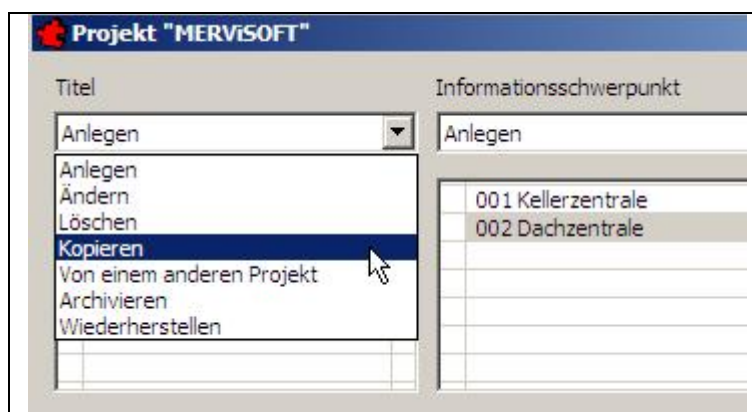 Projekt "MERViSOFT"
Titel
Informationsschwerpunkt
Anlegen
Anlegen
Anlegen
Ändern
Löschen
Kopieren
Von einem anderen Projekt
Archivieren
Wiederherstellen
001 Kellerzentrale
002 Dachzentrale